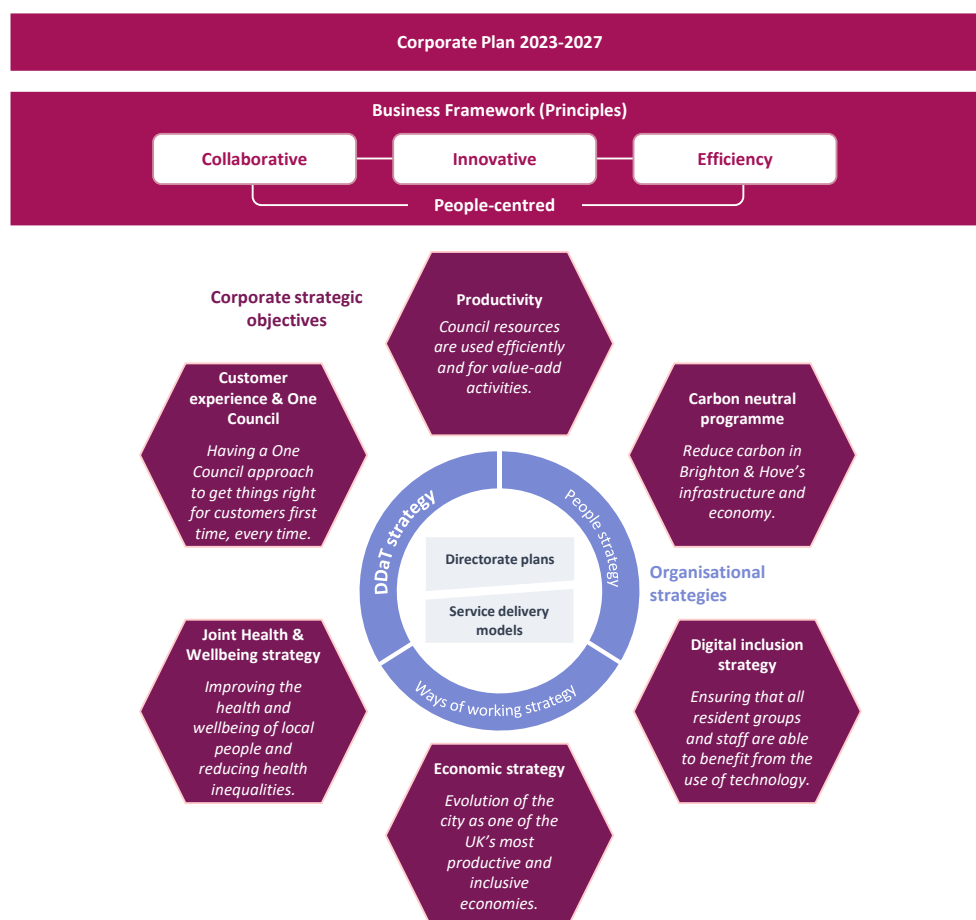 Corporate Plan 2023-2027
Business Framework (Principles)
Collaborative
Innovative
Efficiency
People-centred
Corporate strategic
objectives
Productivity
Council resources
are used efficiently
and for value-add
activities.
Customer
experience & One
Council
Having a One
Council approach
to get things right
for customers first
time, every time.
Carbon neutral
programme
Reduce carbon in
Brighton & Hove's
infrastructure and
economy.
DDaT strategy
People strategy
Ways of working strategy
Directorate plans
Service delivery
models
Organisational
strategies
Joint Health &
Wellbeing strategy
Improving the
health and
wellbeing of local
people and
reducing health
inequalities.
Digital inclusion
strategy
Ensuring that all
resident groups
and staff are able
to benefit from the
use of technology.
Economic strategy
Evolution of the
city as one of the
UK's most
productive and
inclusive
economies.